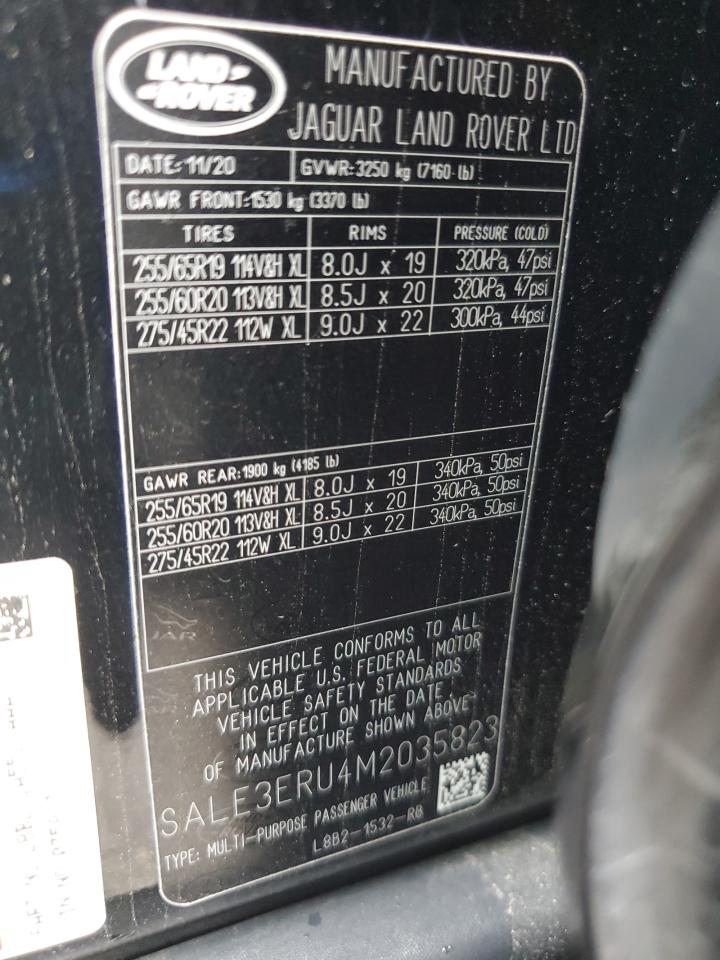 LAND
ROVER
MANUFACTURED BY
JAGUAR LAND ROVER LTD
DATE: 11/20 GVWR:3250 kg (7160 lb)
GAWR FRONT:1530 kg (3370 lb)
TIRES RIMS PRESSURE (COLD)
255/65R19 114V&H XL 8.0J x 19 320kPa, 47psi
255/60R20 113V&H XL 8.5J x 20 320kPa, 47psi
275/45R22 112W XL 9.0J x 22 300kPa, 44psi
GAWR REAR:1900 kg (4185 lb)
255/65R19 114V&H XL 8.0J x 19 340kPa, 50psi
255/60R20 113V&H XL 8.5J x 20 340kPa, 50psi
275/45R22 112W XL 9.0J x 22 340kPa, 50psi
THIS VEHICLE CONFORMS TO ALL
APPLICABLE U.S. FEDERAL MOTOR
VEHICLE SAFETY STANDARDS
IN EFFECT ON THE DATE
OF MANUFACTURE SHOWN ABOVE
SALE3ERU4M2035823
TYPE: MULTI-PURPOSE PASSENGER VEHICLE
L8B2-1532-RB